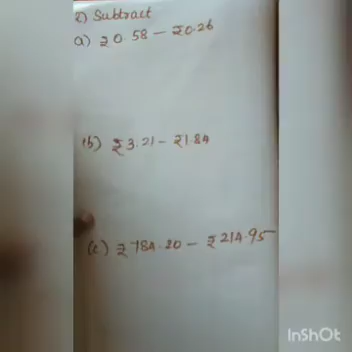 2) Subtract
a) ₹0.58 - ₹0.26
(b) ₹3.21 - ₹1.84
(c) ₹784.20 - ₹214.95
InShOt